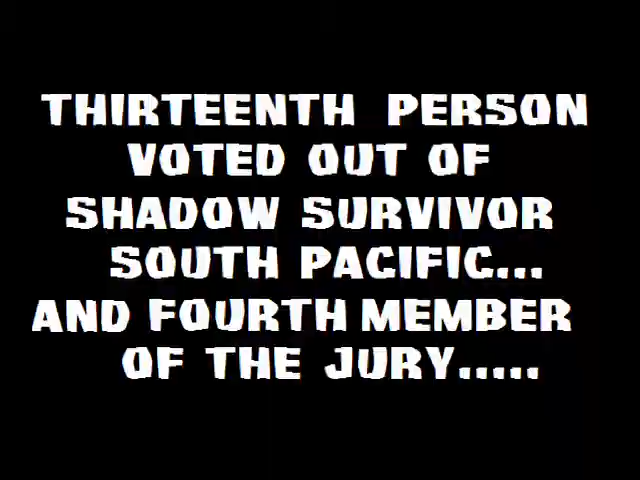 THIRTEENTH PERSON
VOTED OUT OF
SHADOW SURVIVOR
SOUTH PACIFIC...
AND FOURTH MEMBER
OF THE JURY.....